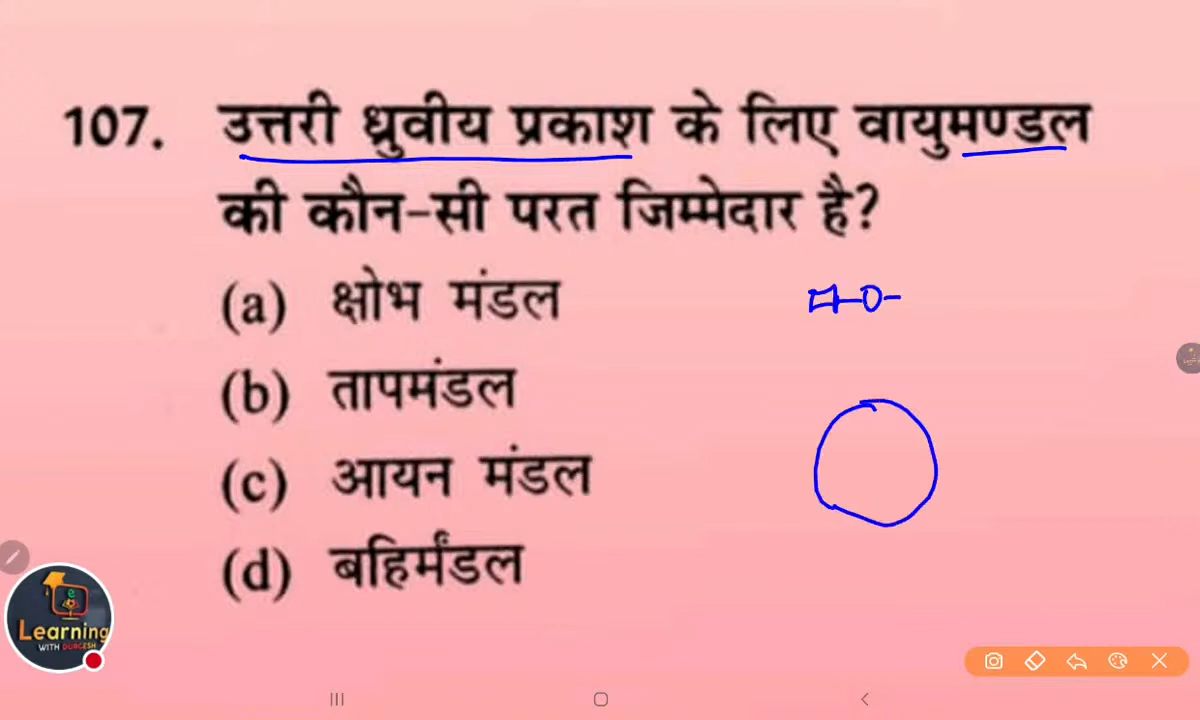 107. उत्तरी ध्रुवीय प्रकाश के लिए वायुमण्डल
की कौन-सी परत जिम्मेदार है?
(a) क्षोभ मंडल
(b) तापमंडल
(c) आयन मंडल
(d) बहिर्मंडल
e
Learning
WITH DURGESH